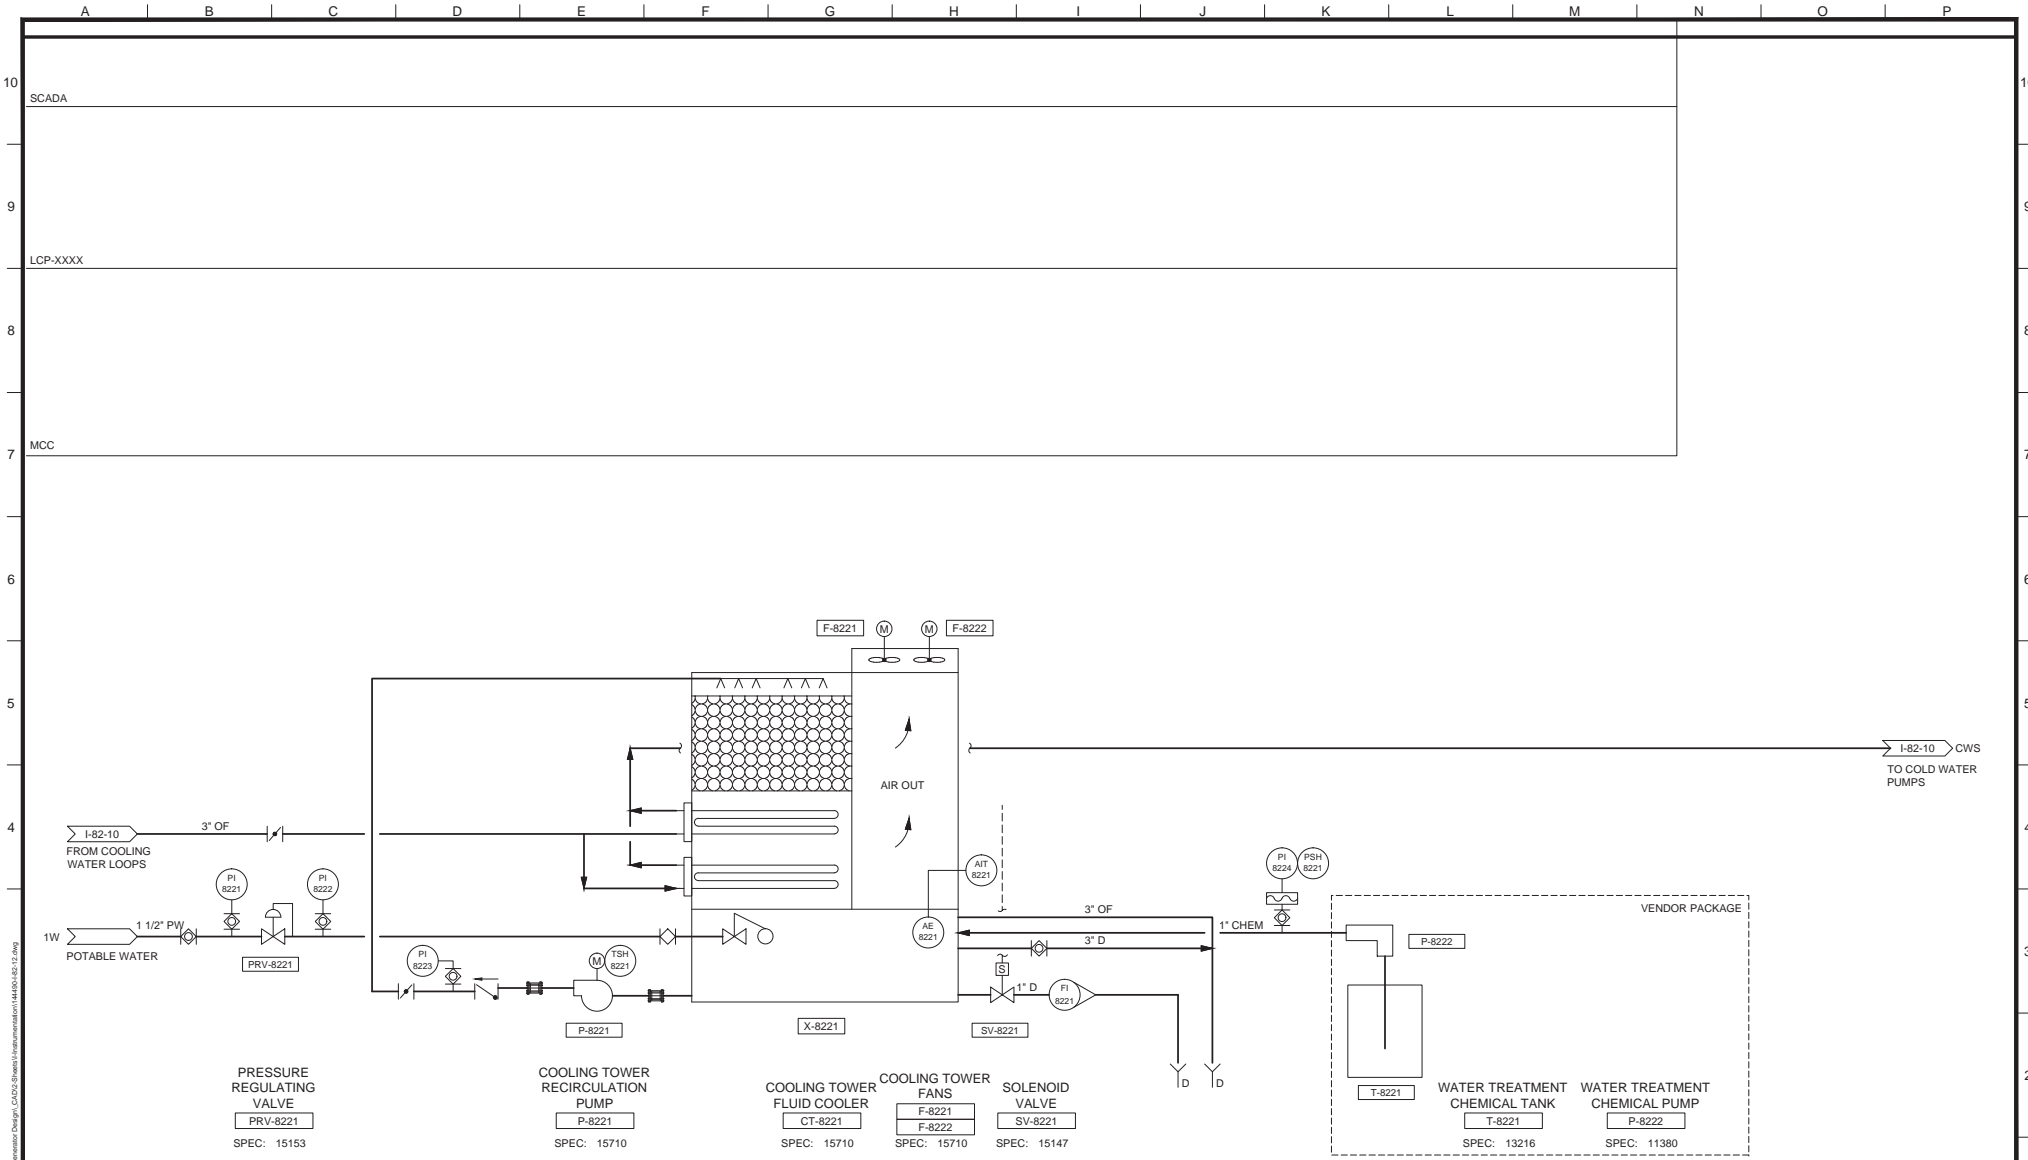 A B C D E F G H I J K L M N O P
10
SCADA
9
LCP-XXXX
8 8
MCC
7 7
6 6
F-8221 M M F-8222
5 5
I-82-10 CWS
TO COLD WATER
PUMPS
AIR OUT
4 4
I-82-10 3" OF
FROM COOLING
WATER LOOPS
PI
8221
PI
8222
AIT
8221
PI
8224
PSH
8221
1W 1 1/2" PW
POTABLE WATER
PRV-8221
AE
8221
3" OF
1" CHEM
3" D
VENDOR PACKAGE
P-8222
3
PI
8223
M
TSH
8221
S
1" D
FI
8221
P-8221
X-8221
SV-8221
D D
T-8221
2
PRESSURE
REGULATING
VALVE
PRV-8221
SPEC: 15153
COOLING TOWER
RECIRCULATION
PUMP
P-8221
SPEC: 15710
COOLING TOWER
FLUID COOLER
CT-8221
SPEC: 15710
COOLING TOWER
FANS
F-8221
F-8222
SPEC: 15710
SOLENOID
VALVE
SV-8221
SPEC: 15147
WATER TREATMENT
CHEMICAL TANK
T-8221
SPEC: 13216
WATER TREATMENT
CHEMICAL PUMP
P-8222
SPEC: 11380